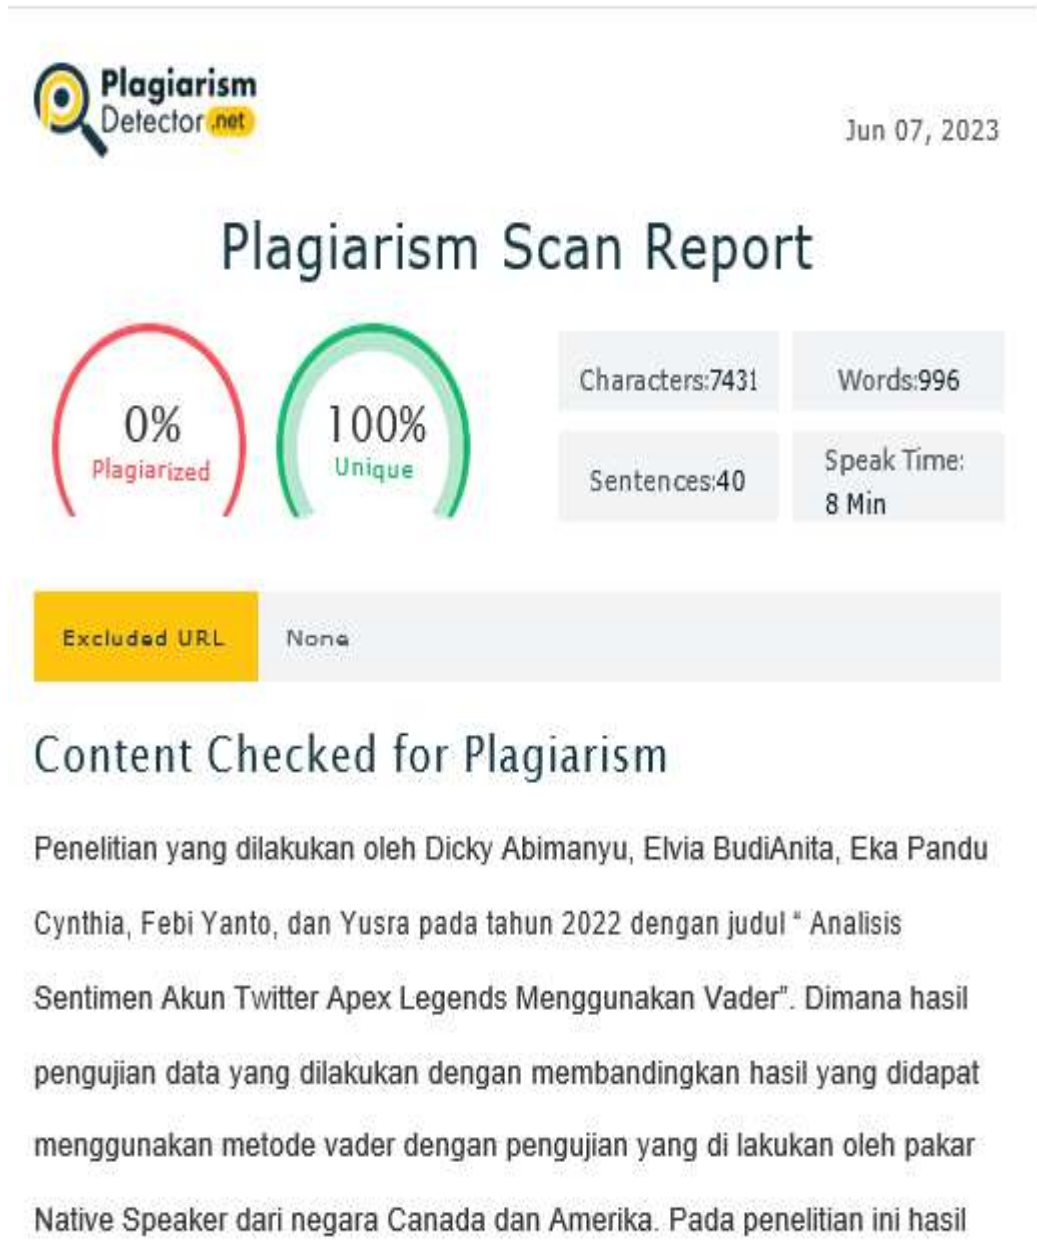 Plagiarism
Detector.net
Jun 07, 2023
Plagiarism Scan Report
0%
Plagiarized
100%
Unique
Characters:7431
Words:996
Sentences:40
Speak Time:
8 Min
Excluded URL
None
Content Checked for Plagiarism
Penelitian yang dilakukan oleh Dicky Abimanyu, Elvia BudiAnita, Eka Pandu
Cynthia, Febi Yanto, dan Yusra pada tahun 2022 dengan judul “ Analisis
Sentimen Akun Twitter Apex Legends Menggunakan Vader”. Dimana hasil
pengujian data yang dilakukan dengan membandingkan hasil yang didapat
menggunakan metode vader dengan pengujian yang di lakukan oleh pakar
Native Speaker dari negara Canada dan Amerika. Pada penelitian ini hasil